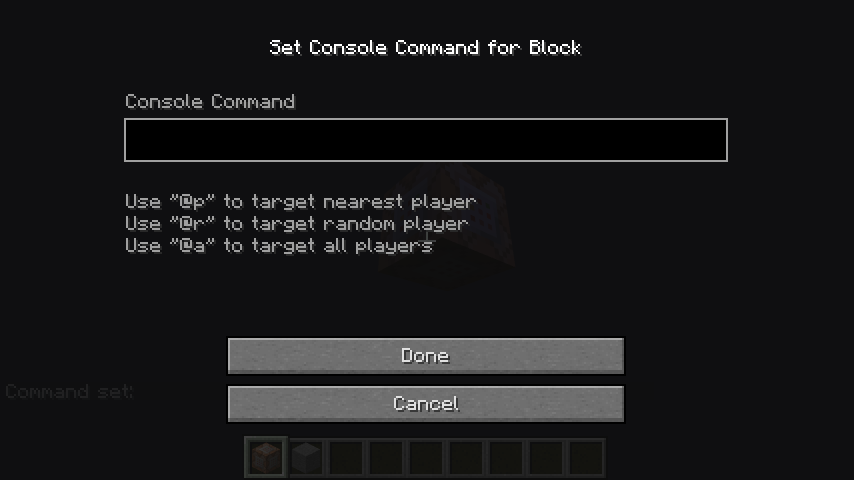 Set Console Command for Block
Console Command
Use "@p" to target nearest player
Use "@r" to target random player
Use "@a" to target all players
Done
Command set:
Cancel